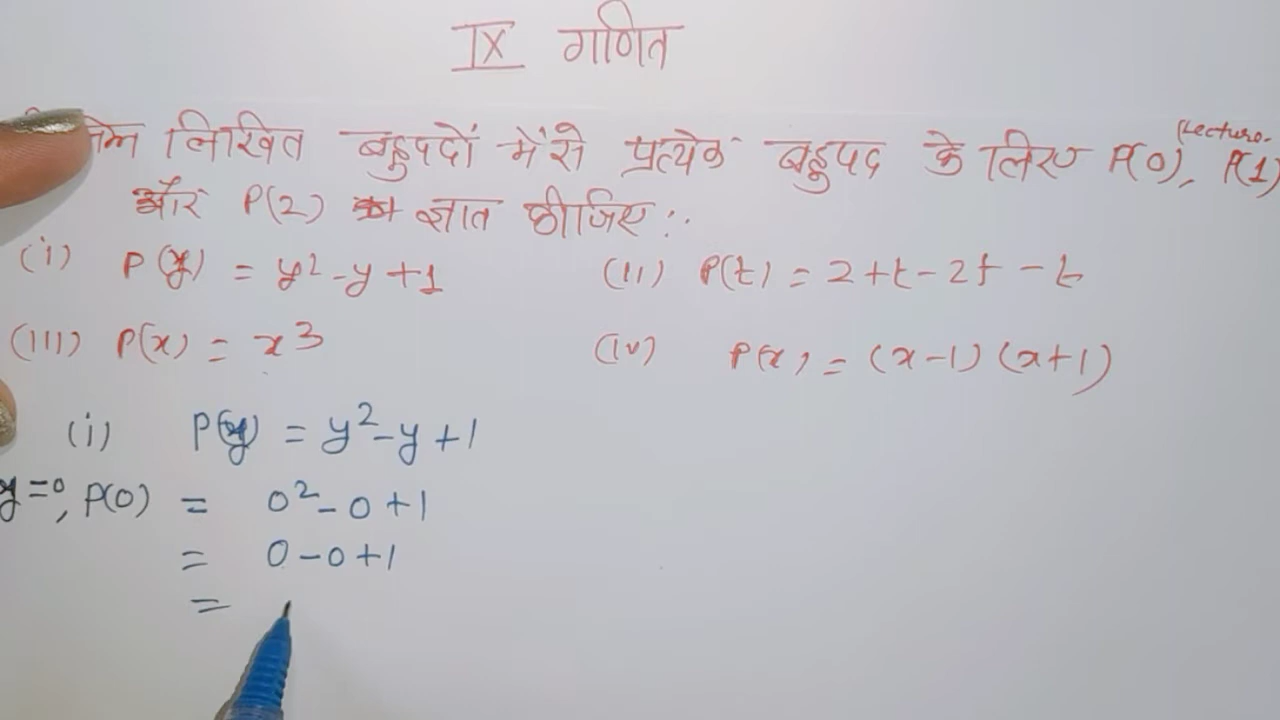 IX गणित
लिखित बहुपदों में से प्रत्येक बहुपद के लिए P(0), P(1)
(Lecture-
और P(2) ज्ञात कीजिए :.
(i) P(y) = y² - y + 1 (ii) P(t) = 2 + t - 2t - t
(iii) P(x) = x³ (iv) P(x) = (x-1) (x+1)
(i) P(y) = y² - y + 1
y=0, P(0) = 0² - 0 + 1
= 0 - 0 + 1
=